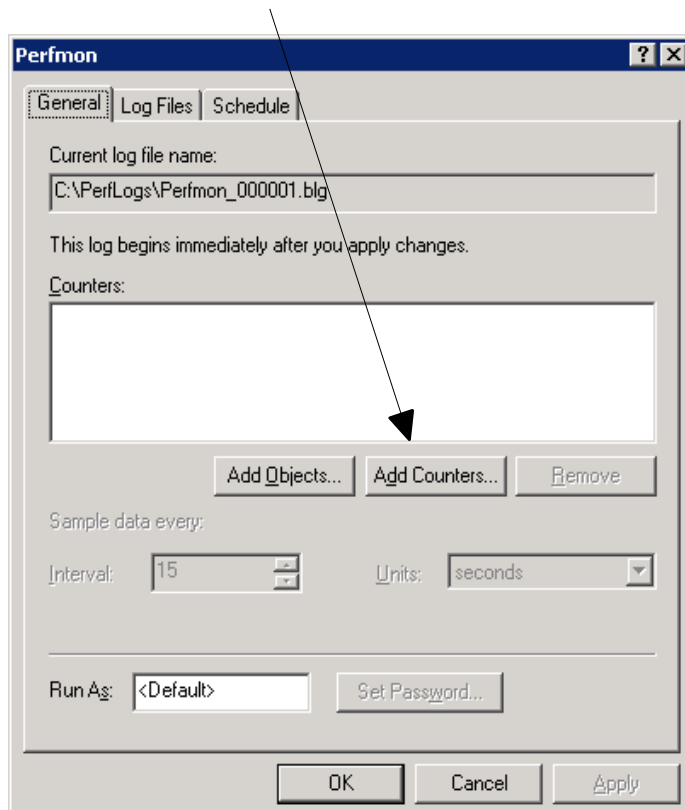 Perfmon
General Log Files Schedule
Current log file name:
C:\PerfLogs\Perfmon_000001.blg
This log begins immediately after you apply changes.
Counters:
Add Objects... Add Counters... Remove
Sample data every:
Interval: 15 Units: seconds
Run As: <Default> Set Password...
OK Cancel Apply